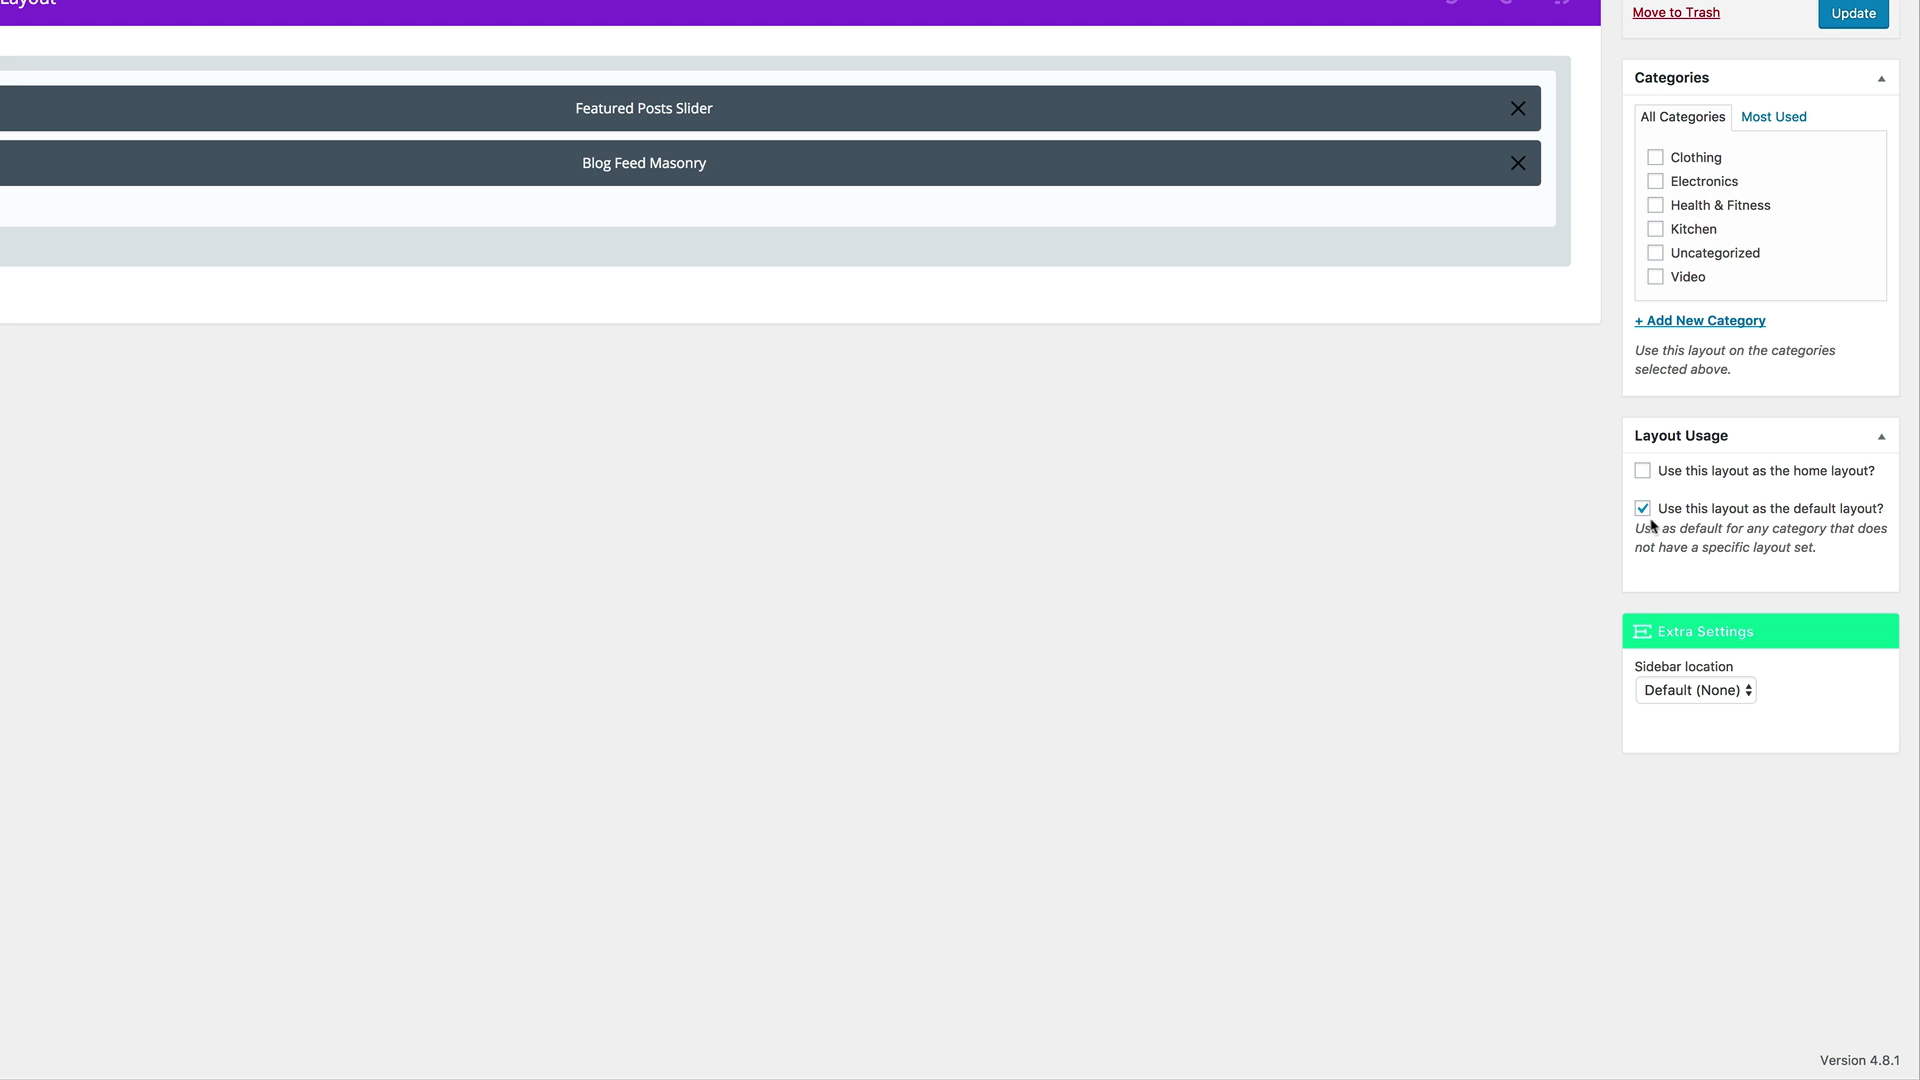 Layout
Featured Posts Slider
Blog Feed Masonry
Move to Trash
Update
Categories
All Categories
Most Used
Clothing
Electronics
Health & Fitness
Kitchen
Uncategorized
Video
+ Add New Category
Use this layout on the categories
selected above.
Layout Usage
Use this layout as the home layout?
Use this layout as the default layout?
Use as default for any category that does
not have a specific layout set.
Extra Settings
Sidebar location
Default (None)
Version 4.8.1